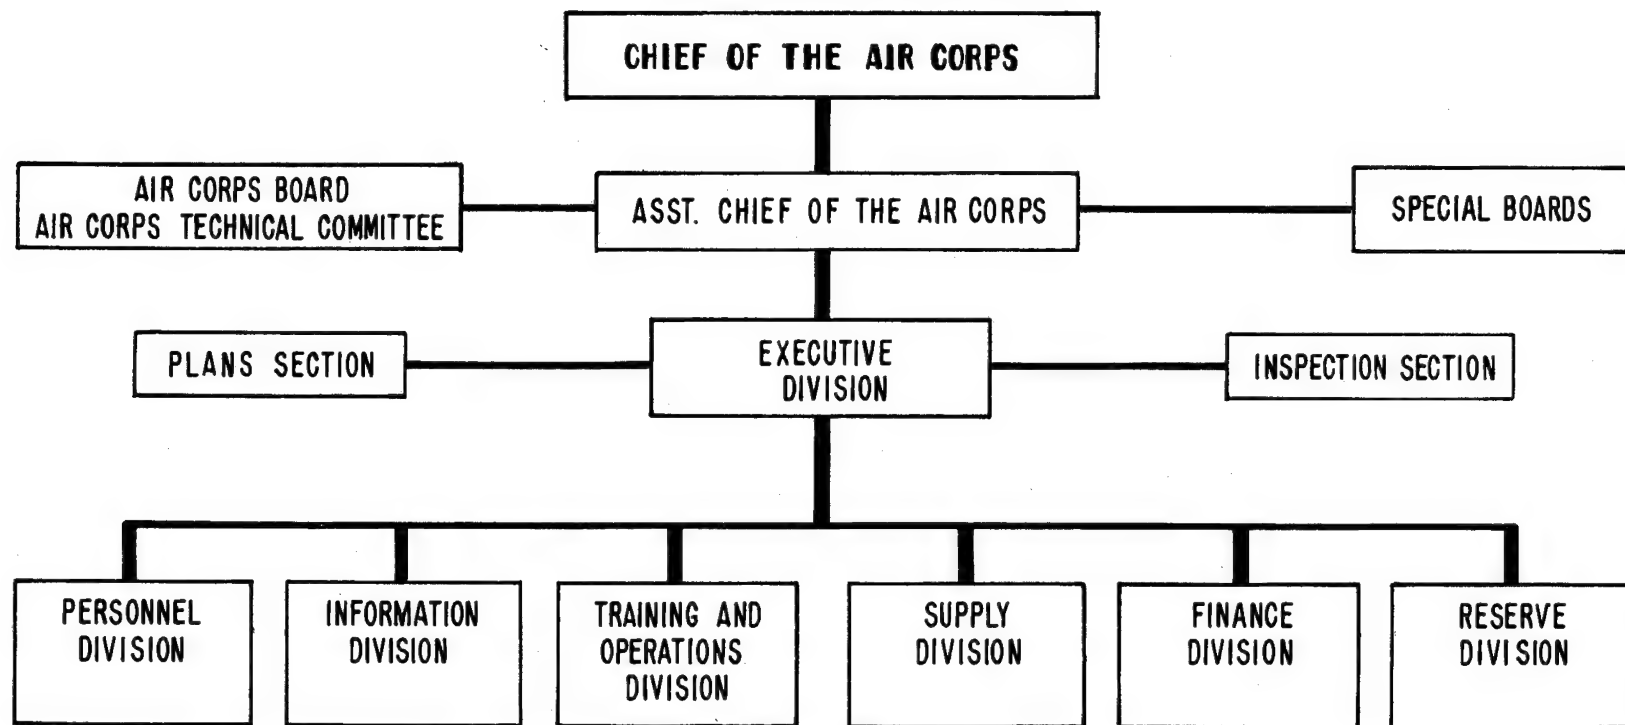 CHIEF OF THE AIR CORPS
AIR CORPS BOARD
AIR CORPS TECHNICAL COMMITTEE
ASST. CHIEF OF THE AIR CORPS
SPECIAL BOARDS
PLANS SECTION
EXECUTIVE
DIVISION
INSPECTION SECTION
PERSONNEL
DIVISION
INFORMATION
DIVISION
TRAINING AND
OPERATIONS
DIVISION
SUPPLY
DIVISION
FINANCE
DIVISION
RESERVE
DIVISION